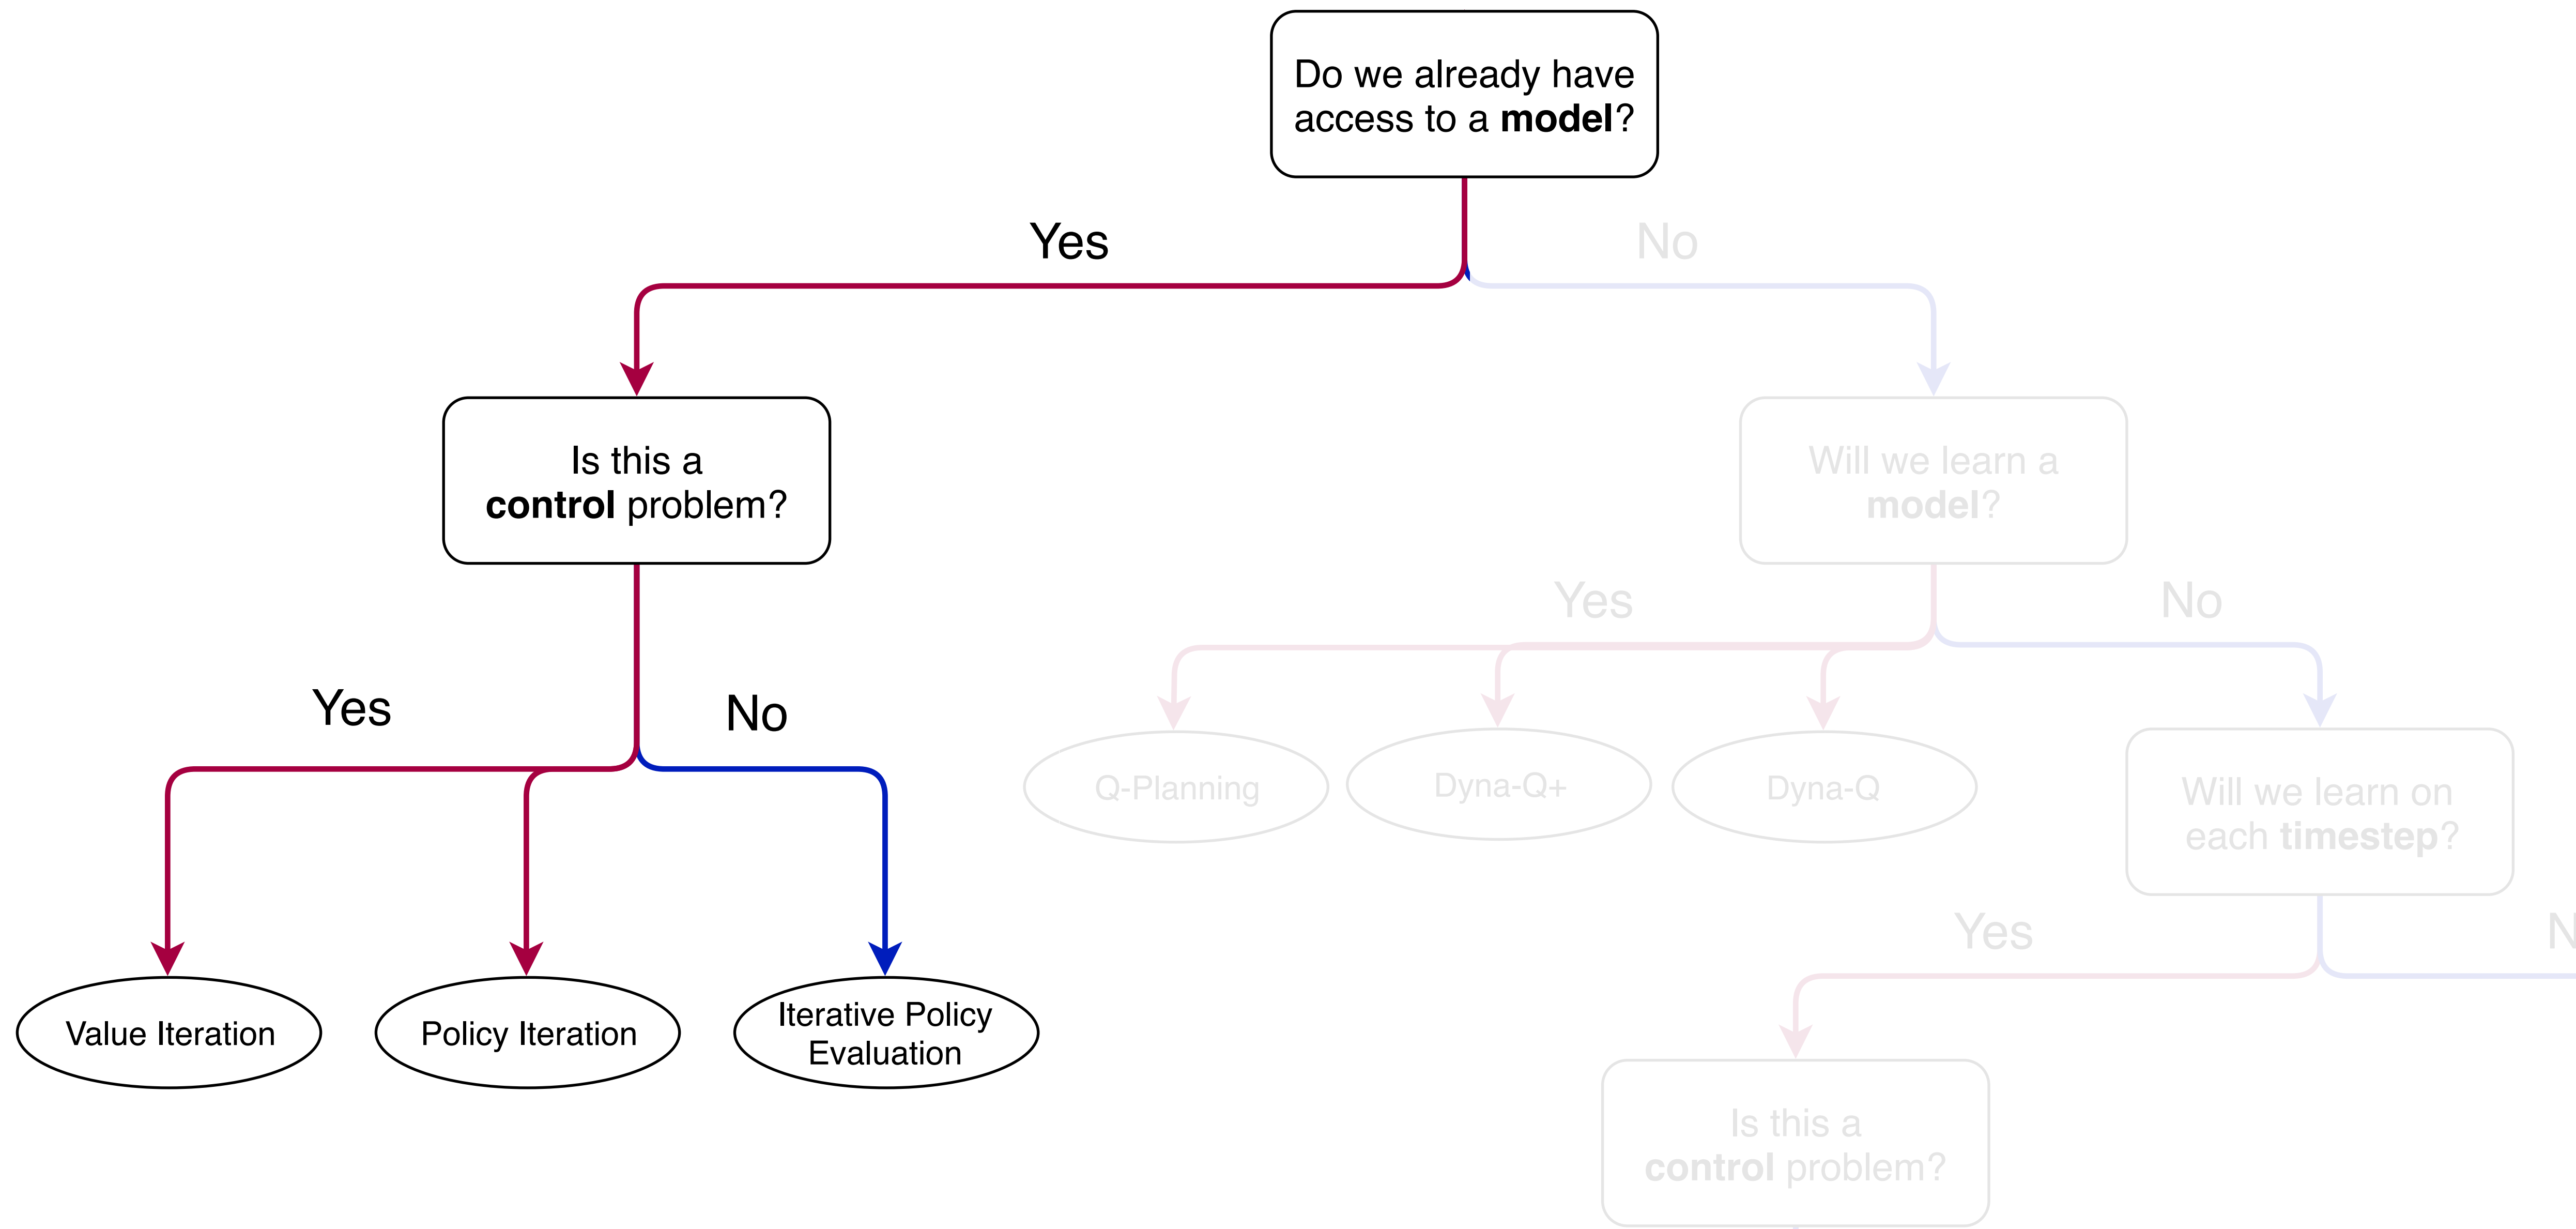 Do we already have
access to a model?
Yes
No
Is this a
control problem?
Will we learn a
model?
Yes
No
Yes
No
Q-Planning
Dyna-Q+
Dyna-Q
Will we learn on
each timestep?
Yes
N
Value Iteration
Policy Iteration
Iterative Policy
Evaluation
Is this a
control problem?